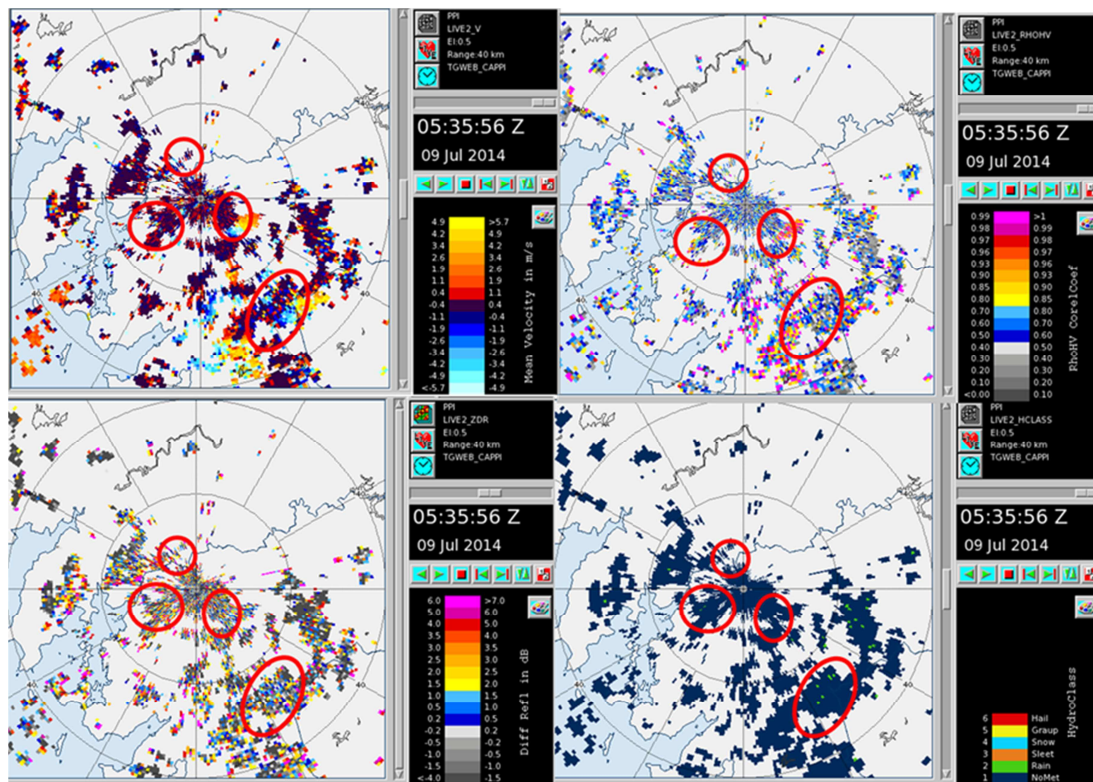 PPI
LIVE2_V
El:0.5
Range:40 km
TGWEB_CAPPI
05:35:56 Z
09 Jul 2014
4.9 >5.7
4.2 4.9
3.4 4.2
2.6 3.4
1.9 2.6
1.1 1.9
0.4 1.1
-0.4 0.4
-1.1 -0.4
-1.9 -1.1
-2.6 -1.9
-3.4 -2.6
-4.2 -3.4
-4.9 -4.2
<-5.7 -4.9
Mean Velocity in m/s
40
40
PPI
LIVE2_RHOHV
El:0.5
Range:40 km
TGWEB_CAPPI
05:35:56 Z
09 Jul 2014
0.99 >1
0.98 0.99
0.97 0.98
0.96 0.97
0.95 0.96
0.93 0.95
0.90 0.93
0.85 0.90
0.80 0.85
0.70 0.80
0.60 0.70
0.50 0.60
0.40 0.50
0.30 0.40
0.20 0.30
0.10 0.20
<0.00 0.10
RhoHV CorelCoef
40
40
PPI
LIVE2_ZDR
El:0.5
Range:40 km
TGWEB_CAPPI
05:35:56 Z
09 Jul 2014
6.0 >7.0
5.0 6.0
4.0 5.0
3.5 4.0
3.0 3.5
2.5 3.0
2.0 2.5
1.5 2.0
1.0 1.5
0.5 1.0
0.2 0.5
-0.2 0.2
-0.5 -0.2
-1.0 -0.5
-1.5 -1.0
<-4.0 -1.5
Diff Refl in dB
40
40
PPI
LIVE2_HCLASS
El:0.5
Range:40 km
TGWEB_CAPPI
05:35:56 Z
09 Jul 2014
HydroClass
6 Hail
5 Graup
4 Snow
3 Sleet
2 Rain
1 NoMet
40
40